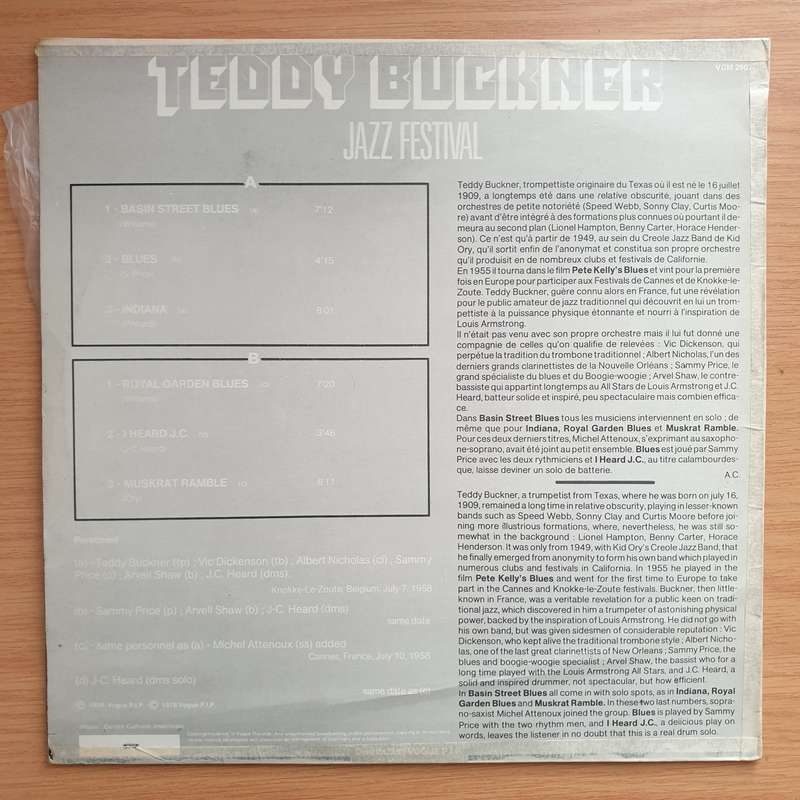 VGM 250
TEDDY BUCKNER
JAZZ FESTIVAL
A
1 - BASIN STREET BLUES (a) 7'12
(Williams)
2 - BLUES (b) 4'15
(S. Price)
3 - INDIANA (a) 8'01
B
1 - ROYAL GARDEN BLUES (c) 7'20
(Williams)
2 - I HEARD J.C. (d) 3'46
(J-C Heard)
3 - MUSKRAT RAMBLE (c) 8'11
(Ory)
Personnel
(a) - Teddy Buckner (tp) ; Vic Dickenson (tb) ; Albert Nicholas (cl) ; Sammy
Price (p) ; Arvell Shaw (b) ; J.C. Heard (dms)
Knokke-Le-Zoute, Belgium, July 7, 1958
(b) - Sammy Price (p) ; Arvell Shaw (b) ; J-C. Heard (dms)
same date
(c) - same personnel as (a) - Michel Attenoux (ss) added
Cannes, France, July 10, 1958
(d) J-C. Heard (dms solo)
same date as (c)
Teddy Buckner, trompettiste originaire du Texas où il est né le 16 juillet
1909, a longtemps été dans une relative obscurité, jouant dans des
orchestres de petite notoriété (Speed Webb, Sonny Clay, Curtis Moo-
re) avant d'être intégré à des formations plus connues où pourtant il de-
meura au second plan (Lionel Hampton, Benny Carter, Horace Hender-
son). Ce n'est qu'à partir de 1949, au sein du Creole Jazz Band de Kid
Ory, qu'il sortit enfin de l'anonymat et constitua son propre orchestre
qu'il produisit en de nombreux clubs et festivals de Californie.
En 1955 il tourna dans le film Pete Kelly's Blues et vint pour la première
fois en Europe pour participer aux Festivals de Cannes et de Knokke-le-
Zoute. Teddy Buckner, guère connu alors en France, fut une révélation
pour le public amateur de jazz traditionnel qui découvrit en lui un trom-
pettiste à la puissance physique étonnante et nourri à l'inspiration de
Louis Armstrong.
Il n'était pas venu avec son propre orchestre mais il lui fut donné une
compagnie de celles qu'on qualifie de relevées : Vic Dickenson, qui
perpétue la tradition du trombone traditionnel ; Albert Nicholas, l'un des
derniers grands clarinettistes de la Nouvelle Orléans ; Sammy Price, le
grand spécialiste du blues et du Boogie-woogie ; Arvel Shaw, le contre-
bassiste qui appartint longtemps au All Stars de Louis Armstrong et J.C.
Heard, batteur solide et inspiré, peu spectaculaire mais combien effica-
ce.
Dans Basin Street Blues tous les musiciens interviennent en solo ; de
même que pour Indiana, Royal Garden Blues et Muskrat Ramble.
Pour ces deux derniers titres, Michel Attenoux, s'exprimant au saxopho-
ne-soprano, avait été joint au petit ensemble. Blues est joué par Sammy
Price avec les deux rythmiciens et I Heard J.C., au titre calambourdes-
que, laisse deviner un solo de batterie.
A.C.
Teddy Buckner, a trumpetist from Texas, where he was born on july 16,
1909, remained a long time in relative obscurity, playing in lesser-known
bands such as Speed Webb, Sonny Clay and Curtis Moore before joi-
ning more illustrious formations, where, nevertheless, he was still so-
mewhat in the background : Lionel Hampton, Benny Carter, Horace
Henderson. It was only from 1949, with Kid Ory's Creole Jazz Band, that
he finally emerged from anonymity to form his own band which played in
numerous clubs and festivals in California. In 1955 he played in the
film Pete Kelly's Blues and went for the first time to Europe to take
part in the Cannes and Knokke-le-Zoute festivals. Buckner, then little-
known in France, was a veritable revelation for a public keen on tradi-
tional jazz, which discovered in him a trumpeter of astonishing physical
power, backed by the inspiration of Louis Armstrong. He did not go with
his own band, but was given sidesmen of considerable reputation : Vic
Dickenson, who kept alive the traditional trombone style ; Albert Nicho-
las, one of the last great clarinettists of New Orleans ; Sammy Price, the
blues and boogie-woogie specialist ; Arvel Shaw, the bassist who for a
long time played with the Louis Armstrong All Stars, and J.C. Heard, a
solid and inspired drummer, not spectacular, but how efficient.
In Basin Street Blues all come in with solo spots, as in Indiana, Royal
Garden Blues and Muskrat Ramble. In these two last numbers, sopra-
no-saxist Michel Attenoux joined the group. Blues is played by Sammy
Price with the two rhythm men, and I Heard J.C., a delicious play on
words, leaves the listener in no doubt that this is a real drum solo.